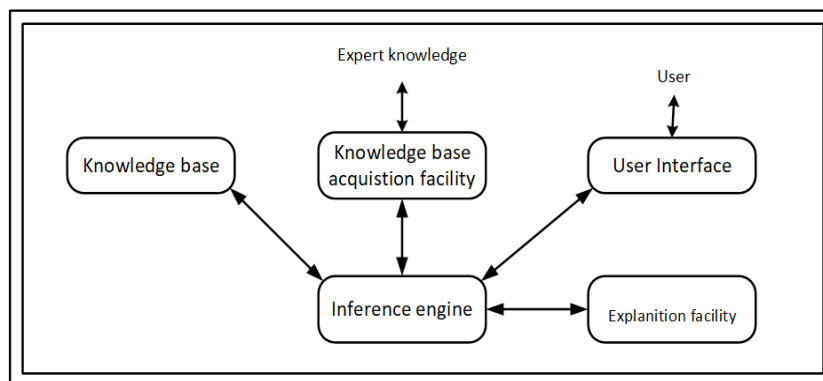 Expert knowledge
User
Knowledge base
Knowledge base
acquistion facility
User Interface
Inference engine
Explanition facility